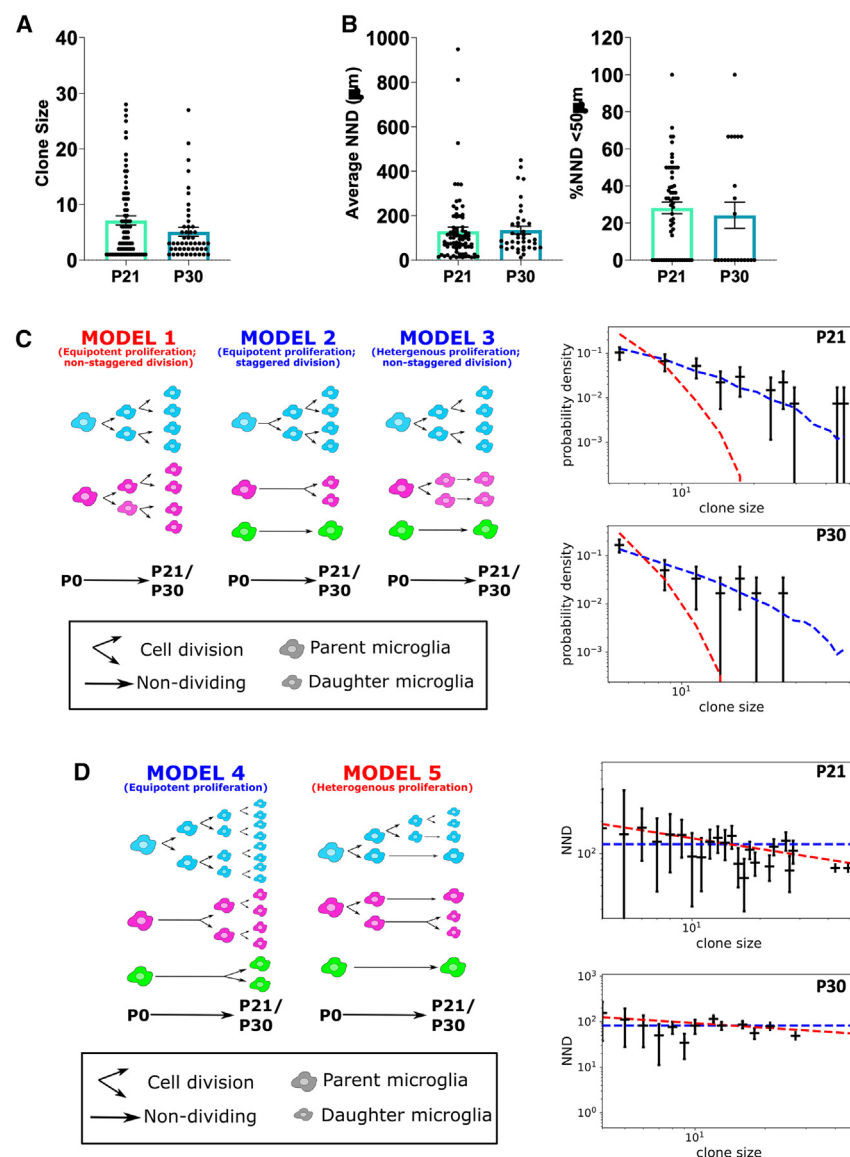 A
B
40
30
20
10
0
Clone Size
P21
P30
1000
800
600
400
200
0
Average NND (
m)
P21
P30
120
100
80
60
40
20
0
%NND <50
m
P21
P30
C
MODEL 1
(Equipotent proliferation;
non-staggered division)
MODEL 2
(Equipotent proliferation;
staggered division)
MODEL 3
(Hetergenous proliferation;
non-staggered division)
P0
P21/
P30
P0
P21/
P30
P0
P21/
P30
Cell division
Parent microglia
Non-dividing
Daughter microglia
P21
probability density
10⁻¹
10⁻²
10⁻³
10¹
clone size
P30
probability density
10⁻¹
10⁻²
10⁻³
10¹
clone size
D
MODEL 4
(Equipotent proliferation)
MODEL 5
(Heterogenous proliferation)
P0
P21/
P30
P0
P21/
P30
Cell division
Parent microglia
Non-dividing
Daughter microglia
P21
NND
10²
10¹
clone size
P30
NND
10³
10²
10¹
10⁰
10¹
clone size